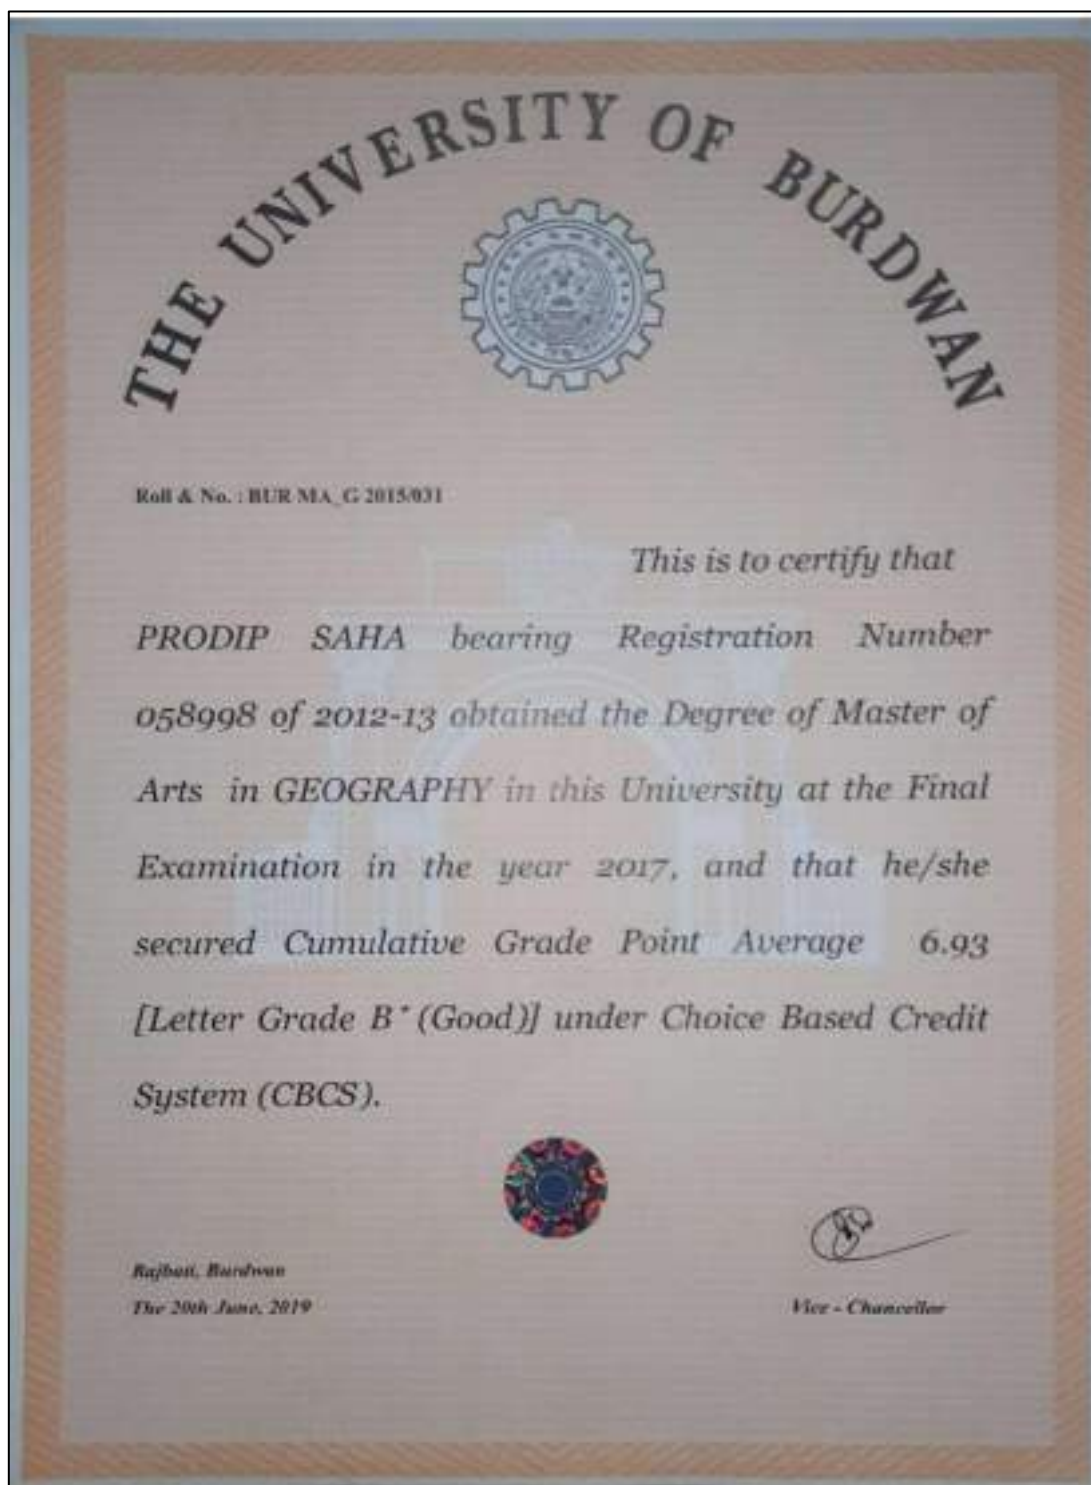 THE UNIVERSITY OF BURDWAN
Roll & No. : BUR MA_G 2015/031
This is to certify that
PRODIP SAHA bearing Registration Number
058998 of 2012-13 obtained the Degree of Master of
Arts in GEOGRAPHY in this University at the Final
Examination in the year 2017, and that he/she
secured Cumulative Grade Point Average 6.93
[Letter Grade B+ (Good)] under Choice Based Credit
System (CBCS).
Rajbati, Burdwan
The 20th June, 2019
Vice - Chancellor